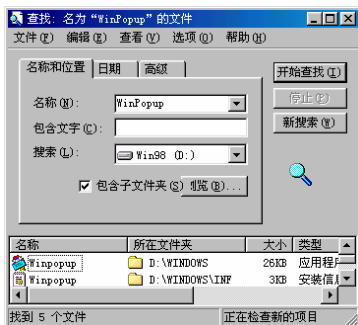 查找: 名为“WinPopup”的文件
文件(F) 编辑(E) 查看(V) 选项(O) 帮助(H)
名称和位置 日期 高级
开始查找(I)
名称(N): WinPopup
停止(P)
包含文字(C):
新搜索(W)
搜索(L): Win98 (D:)
包含子文件夹(S) 浏览(B)...
名称 所在文件夹 大小 类型
Winpopup D:\WINDOWS 26KB 应用程序
Winpopup D:\WINDOWS\INF 3KB 安装信息
找到 5 个文件 正在检查新的项目